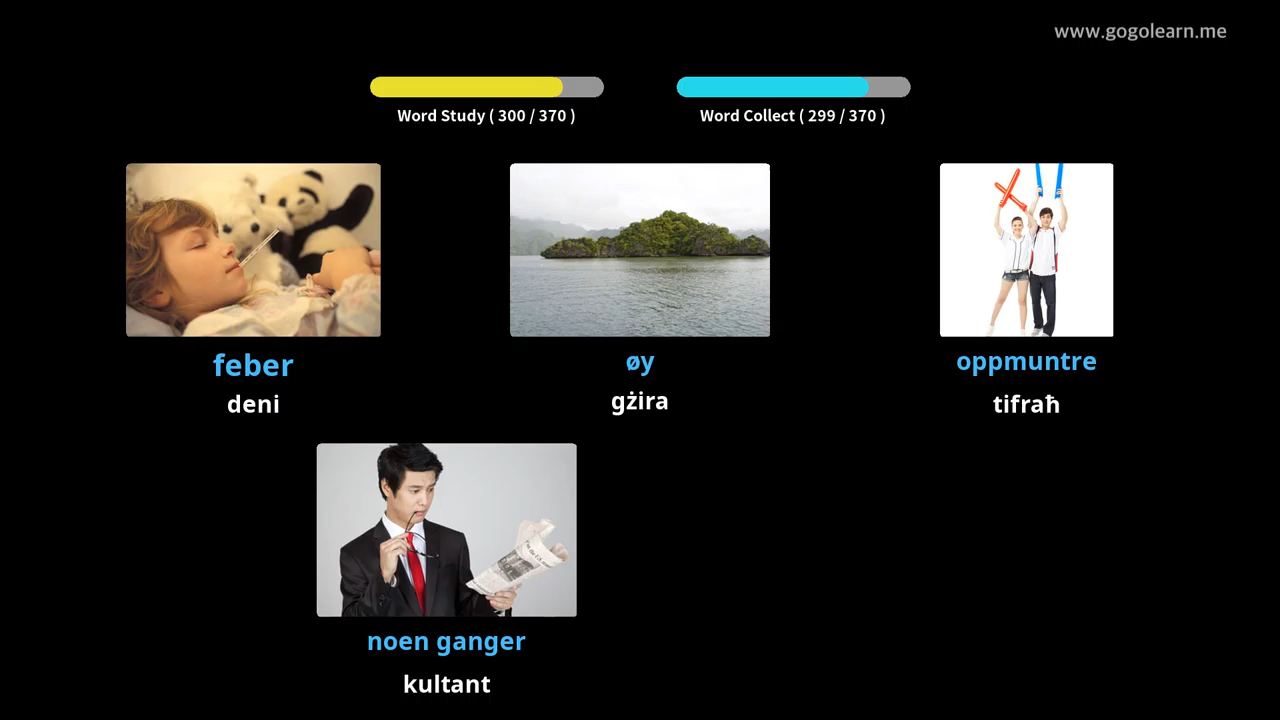 www.gogolearn.me
Word Study ( 300 / 370 )
Word Collect ( 299 / 370 )
feber
deni
øy
gżira
oppmuntre
tifraħ
noen ganger
kultant